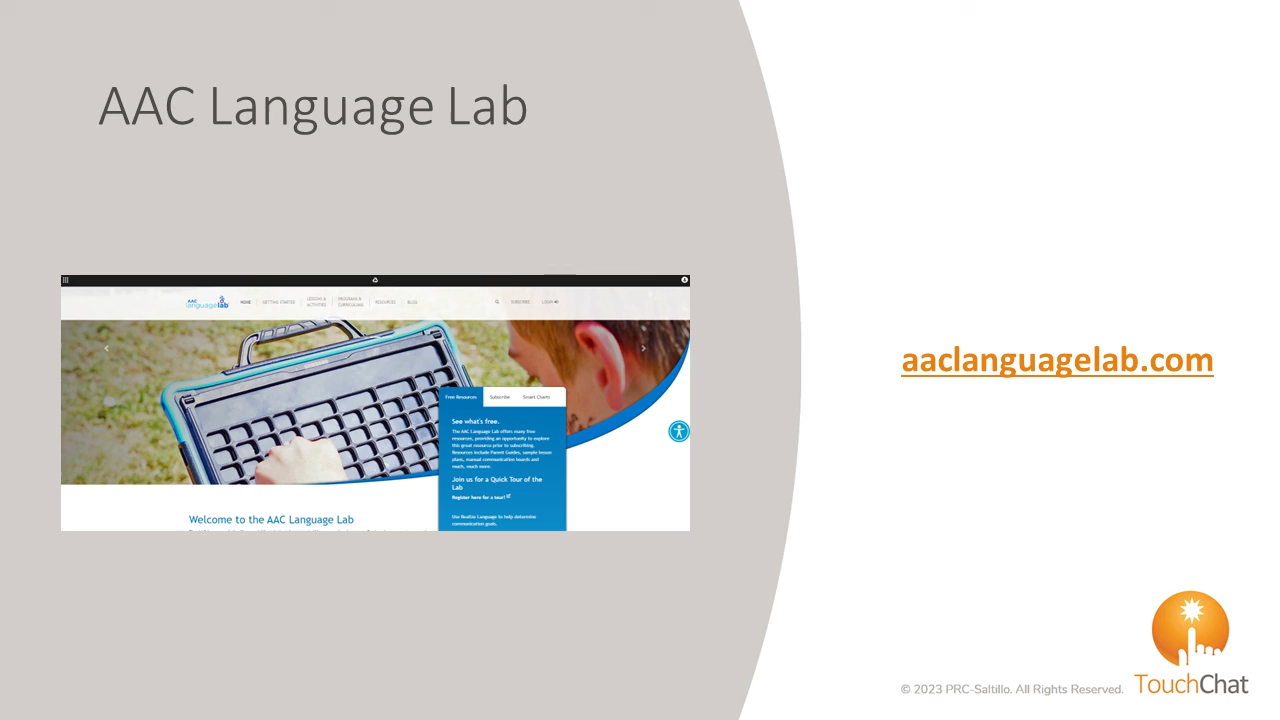 AAC Language Lab
AAC
languagelab
HOME
GETTING STARTED
LESSONS &
ACTIVITIES
PROGRAMS &
CURRICULUM
RESOURCES
BLOG
SUBSCRIBE
LOGIN
Free Resources
Subscribe
Smart Charts
See what's free.
The AAC Language Lab offers many free
resources, providing an opportunity to explore
this great resource prior to subscribing.
Resources include Parent Guides, sample lesson
plans, manual communication boards and
much, much more.
Join us for a Quick Tour of the
Lab
Register here for a tour!
Use Realize Language to help determine
communication goals.
Welcome to the AAC Language Lab
aaclanguagelab.com
© 2023 PRC-Saltillo. All Rights Reserved.
TouchChat